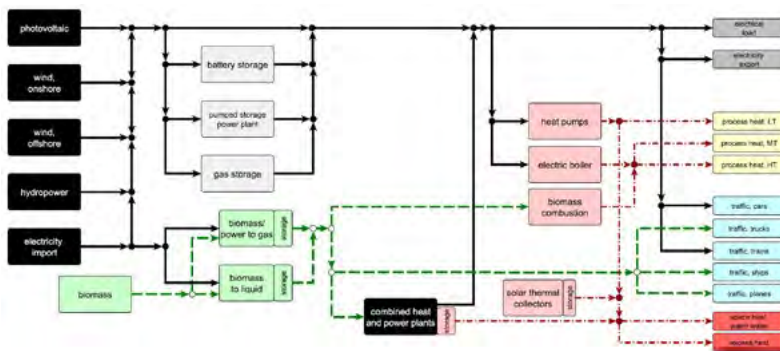 photovoltaic
wind,
onshore
wind,
offshore
hydropower
electricity
import
biomass
battery storage
pumped storage
power plant
gas storage
biomass/
power to gas
storage
biomass
to liquid
storage
combined heat
and power plants
storage
heat pumps
electric boiler
biomass
combustion
solar thermal
collectors
storage
electrical
load
electricity
export
process heat, LT
process heat, MT
process heat, HT
traffic, cars
traffic, trucks
traffic, trains
traffic, ships
traffic, planes
space heat